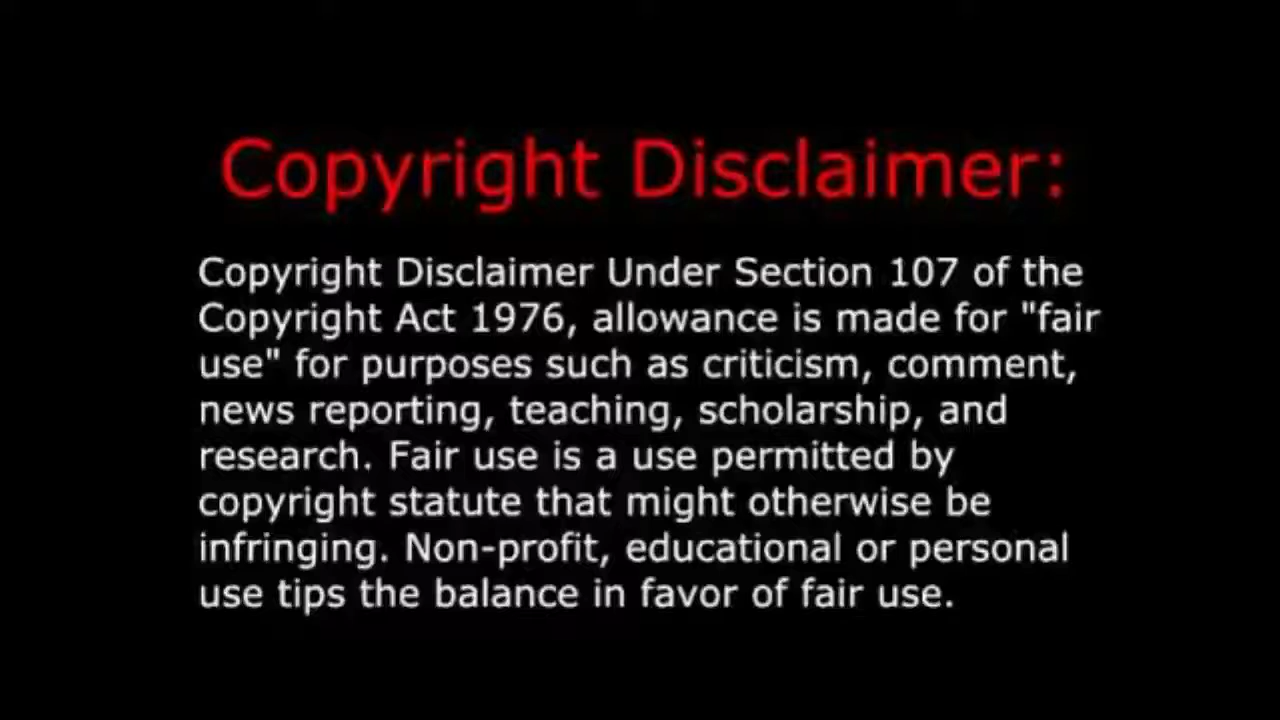 Copyright Disclaimer:
Copyright Disclaimer Under Section 107 of the
Copyright Act 1976, allowance is made for "fair
use" for purposes such as criticism, comment,
news reporting, teaching, scholarship, and
research. Fair use is a use permitted by
copyright statute that might otherwise be
infringing. Non-profit, educational or personal
use tips the balance in favor of fair use.